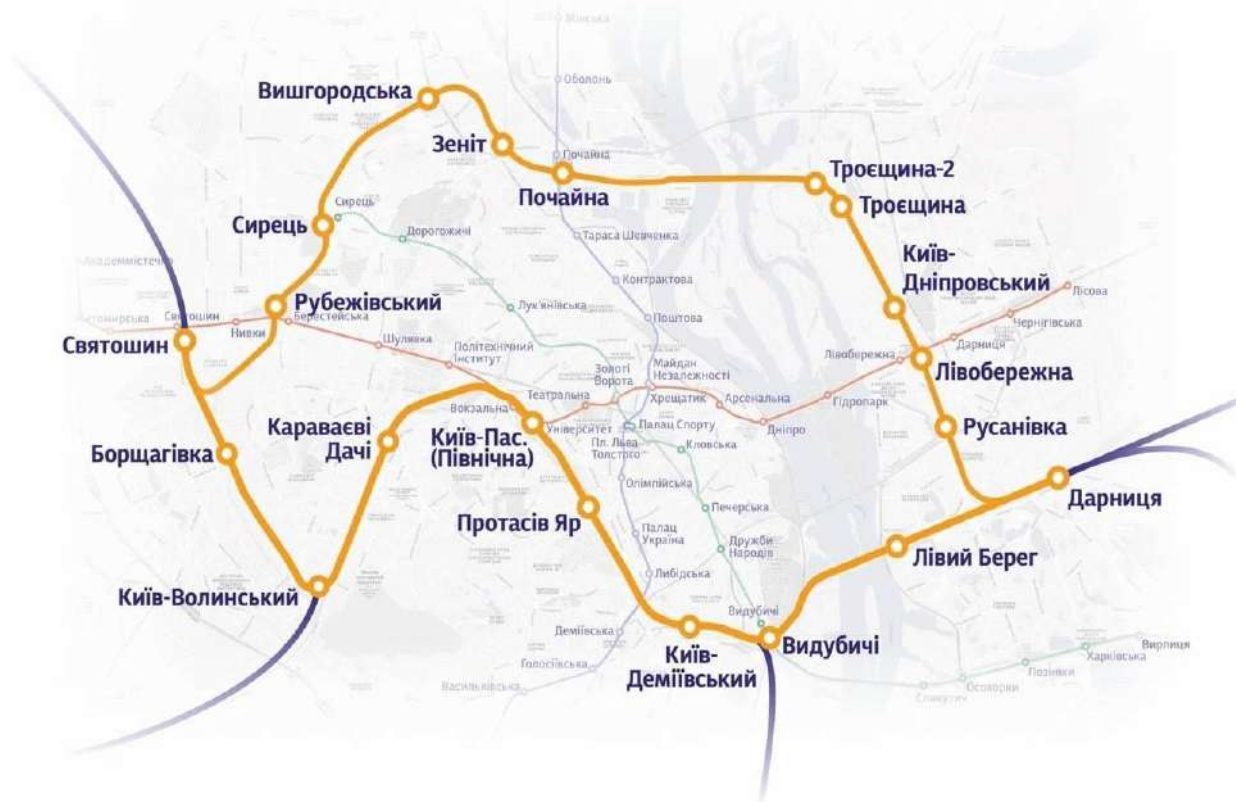 Мінська
Оболонь
Вишгородська
Зеніт
Почайна
Почайна
Троєщина-2
Троєщина
Сирець
Сирець
Дорогожичі
Тараса Шевченка
Київ-
Дніпровський
Контрактова
Академмістечко
Лісова
Рубежівський
Лук'янівська
Поштова
Чернігівська
Святошин
Нивки
Берестейська
Дарниця
Святошин
Шулявка
Політехнічний
Інститут
Лівобережна
Лівобережна
Майдан
Незалежності
Золоті
Ворота
Театральна
Хрещатик
Арсенальна
Гідропарк
Вокзальна
Університет
Палац Спорту
Дніпро
Караваєві
Дачі
Київ-Пас.
(Північна)
Пл. Льва
Толстого
Кловська
Русанівка
Борщагівка
Олімпійська
Дарниця
Печерська
Протасів Яр
Палац
Україна
Дружби
Народів
Лівий Берег
Либідська
Київ-Волинський
Видубичі
Деміївська
Видубичі
Голосіївська
Київ-
Деміївський
Вирлиця
Харківська
Позняки
Осокорки
Славутич
Васильківська